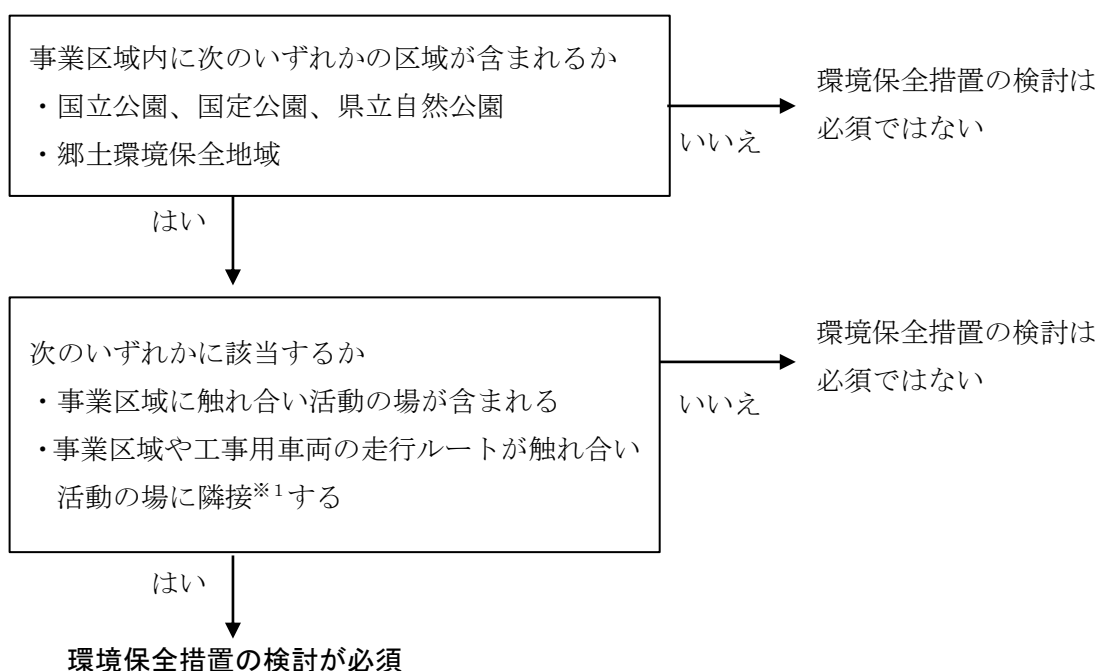 事業区域内に次のいずれかの区域が含まれるか
・国立公園、国定公園、県立自然公園
・郷土環境保全地域
いいえ
環境保全措置の検討は
必須ではない
はい
次のいずれかに該当するか
・事業区域に触れ合い活動の場が含まれる
・事業区域や工事用車両の走行ルートが触れ合い
活動の場に隣接※1する
いいえ
環境保全措置の検討は
必須ではない
はい
環境保全措置の検討が必須